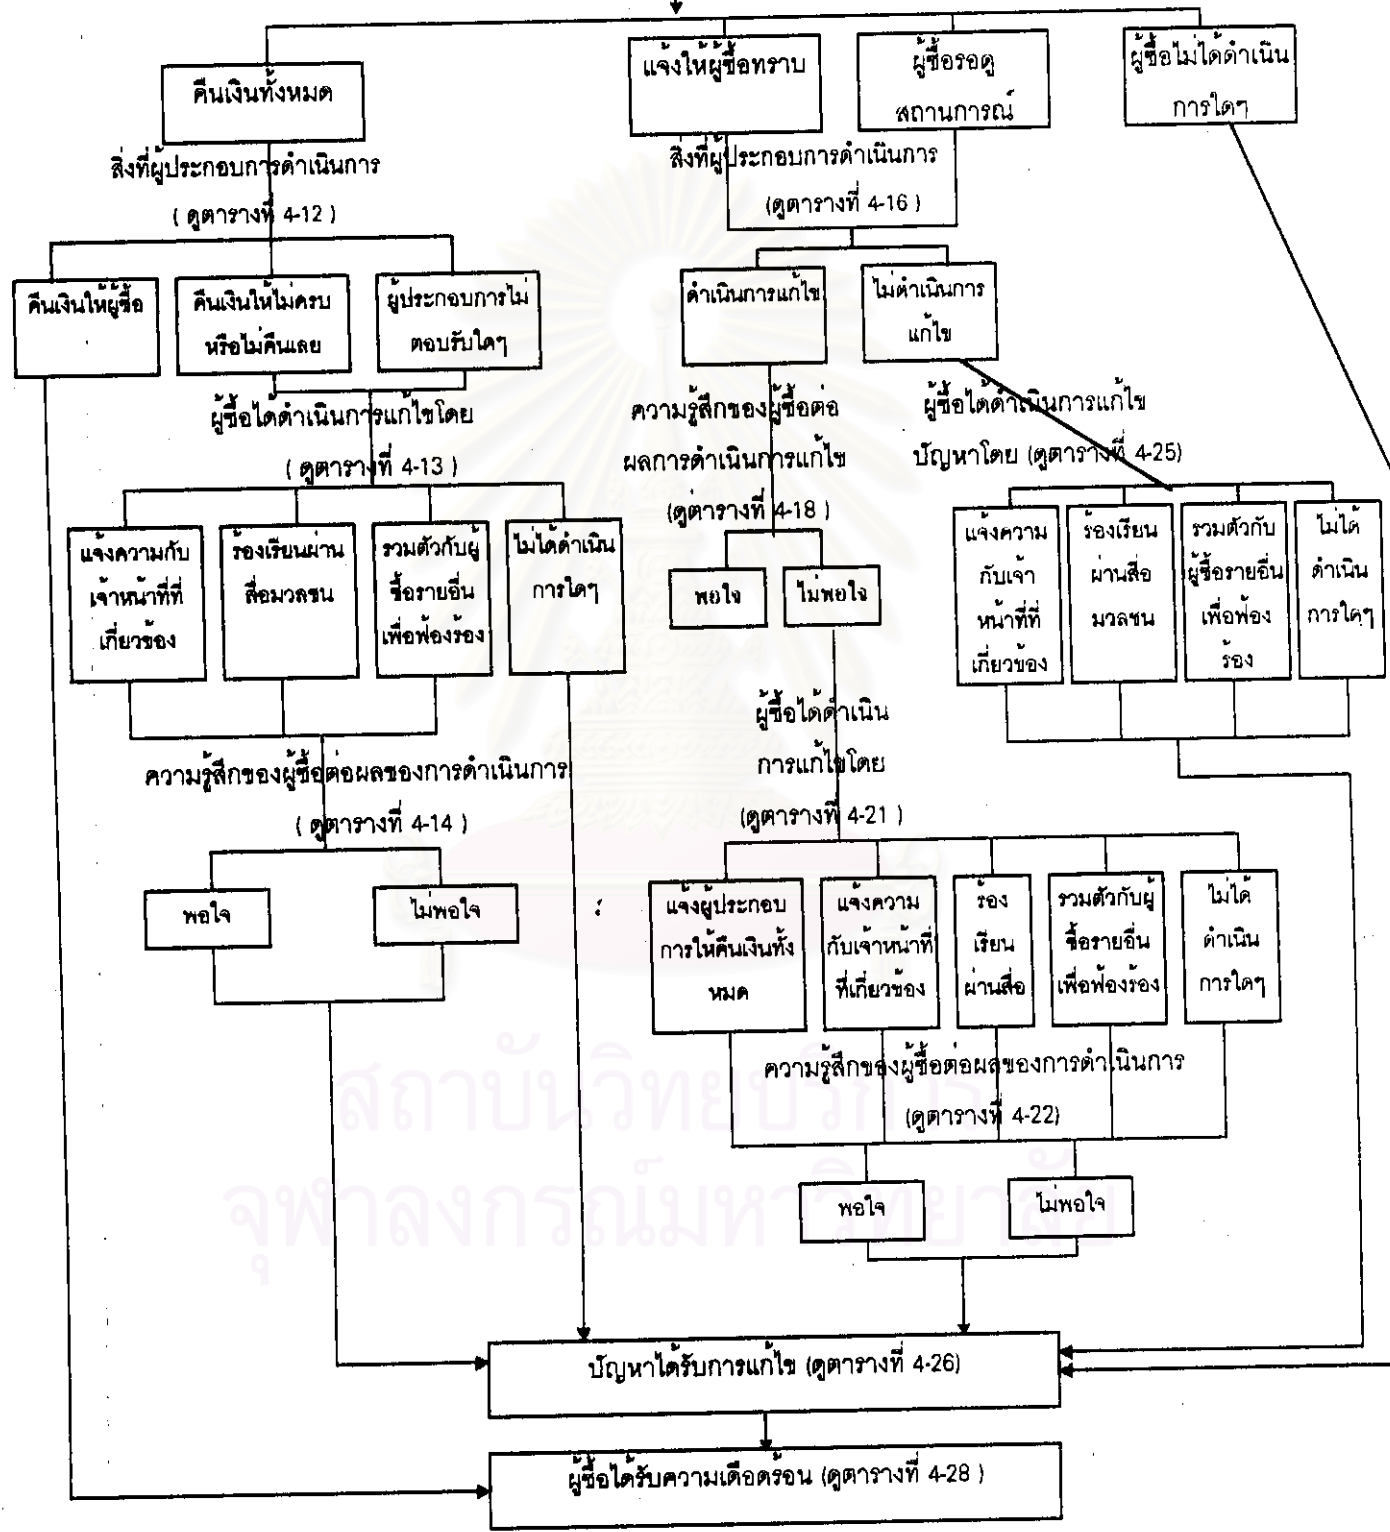 คืนเงินทั้งหมด
แจ้งให้ผู้ซื้อทราบ
ผู้ซื้อรอดู
สถานการณ์
ผู้ซื้อไม่ได้ดำเนิน
การใดๆ
สิ่งที่ผู้ประกอบการดำเนินการ
( ดูตารางที่ 4-12 )
สิ่งที่ผู้ประกอบการดำเนินการ
(ดูตารางที่ 4-16 )
คืนเงินให้ผู้ซื้อ
คืนเงินให้ไม่ครบ
หรือไม่คืนเลย
ผู้ประกอบการไม่
ตอบรับใดๆ
ดำเนินการแก้ไข
ไม่ดำเนินการ
แก้ไข
ผู้ซื้อได้ดำเนินการแก้ไขโดย
( ดูตารางที่ 4-13 )
ความรู้สึกของผู้ซื้อต่อ
ผลการดำเนินการแก้ไข
(ดูตารางที่ 4-18 )
ผู้ซื้อได้ดำเนินการแก้ไข
ปัญหาโดย (ดูตารางที่ 4-25)
แจ้งความกับ
เจ้าหน้าที่ที่
เกี่ยวข้อง
ร้องเรียนผ่าน
สื่อมวลชน
รวมตัวกับผู้
ซื้อรายอื่น
เพื่อฟ้องร้อง
ไม่ได้ดำเนิน
การใดๆ
พอใจ
ไม่พอใจ
แจ้งความ
กับเจ้า
หน้าที่ที่
เกี่ยวข้อง
ร้องเรียน
ผ่านสื่อ
มวลชน
รวมตัวกับ
ผู้ซื้อรายอื่น
เพื่อฟ้อง
ร้อง
ไม่ได้
ดำเนิน
การใดๆ
ความรู้สึกของผู้ซื้อต่อผลของการดำเนินการ
( ดูตารางที่ 4-14 )
ผู้ซื้อได้ดำเนิน
การแก้ไขโดย
(ดูตารางที่ 4-21 )
พอใจ
ไม่พอใจ
แจ้งผู้ประกอบ
การให้คืนเงินทั้ง
หมด
แจ้งความ
กับเจ้าหน้าที่
ที่เกี่ยวข้อง
ร้อง
เรียน
ผ่านสื่อ
รวมตัวกับผู้
ซื้อรายอื่น
เพื่อฟ้องร้อง
ไม่ได้
ดำเนิน
การใดๆ
ความรู้สึกของผู้ซื้อต่อผลของการดำเนินการ
(ดูตารางที่ 4-22)
พอใจ
ไม่พอใจ
สถาบันวิทยบริการ
จุฬาลงกรณ์มหาวิทยาลัย
ปัญหาได้รับการแก้ไข (ดูตารางที่ 4-26)
ผู้ซื้อได้รับความเดือดร้อน (ดูตารางที่ 4-28 )